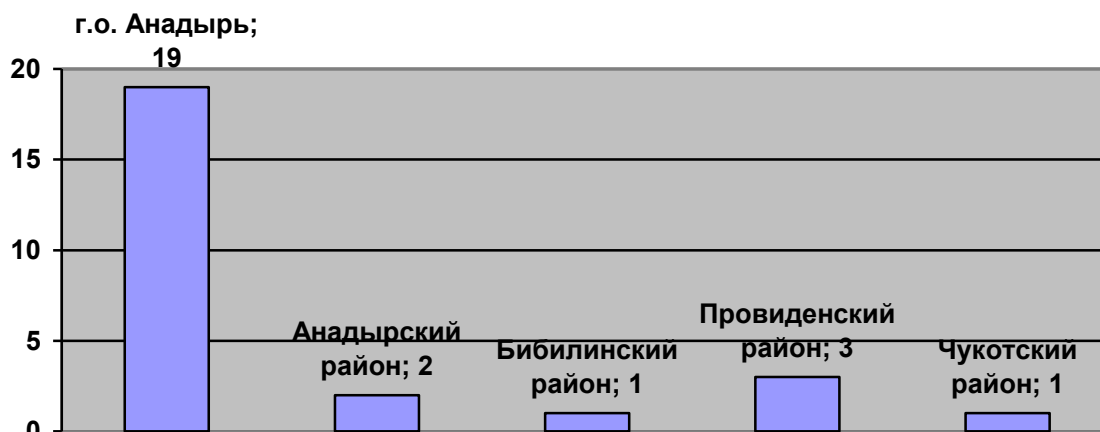 г.о. Анадырь;
19
20
15
10
5
0
Анадырский
район; 2
Бибилинский
район; 1
Провиденский
район; 3
Чукотский
район; 1